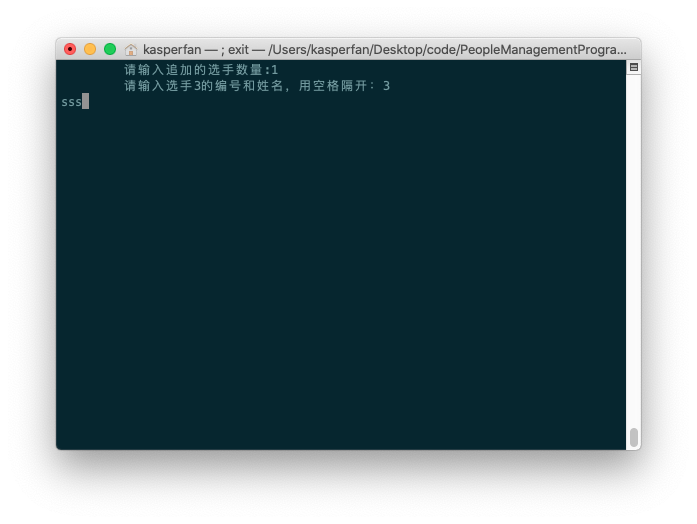 kasperfan — ; exit — /Users/kasperfan/Desktop/code/PeopleManagementProgra...
请输入追加的选手数量:1
请输入选手3的编号和姓名，用空格隔开：3
sss